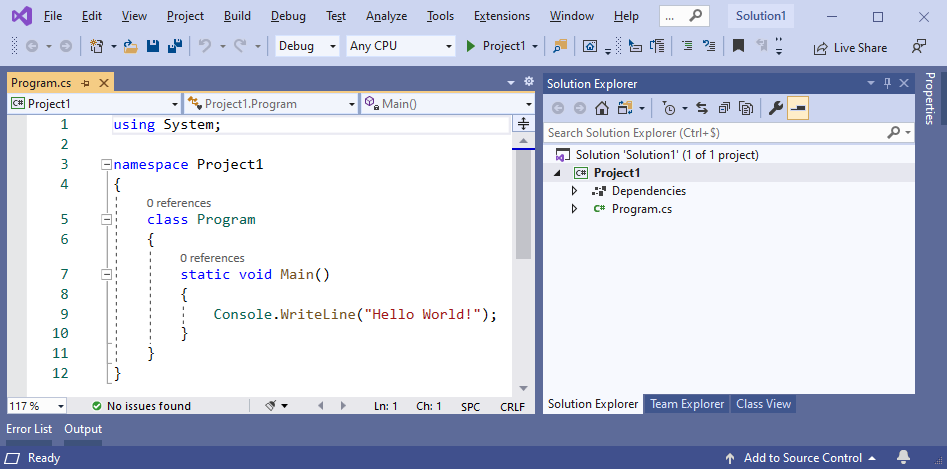 File Edit View Project Build Debug Test Analyze Tools Extensions Window Help ... Solution1
Debug Any CPU Project1 Live Share
Program.cs
C# Project1 Project1.Program Main()
1 using System;
2
3 namespace Project1
4 {
0 references
5 class Program
6 {
0 references
7 static void Main()
8 {
9 Console.WriteLine("Hello World!");
10 }
11 }
12 }
117 % No issues found Ln: 1 Ch: 1 SPC CRLF
Error List Output
Solution Explorer
Search Solution Explorer (Ctrl+$)
Solution 'Solution1' (1 of 1 project)
C# Project1
Dependencies
C# Program.cs
Solution Explorer Team Explorer Class View
Properties
Ready Add to Source Control